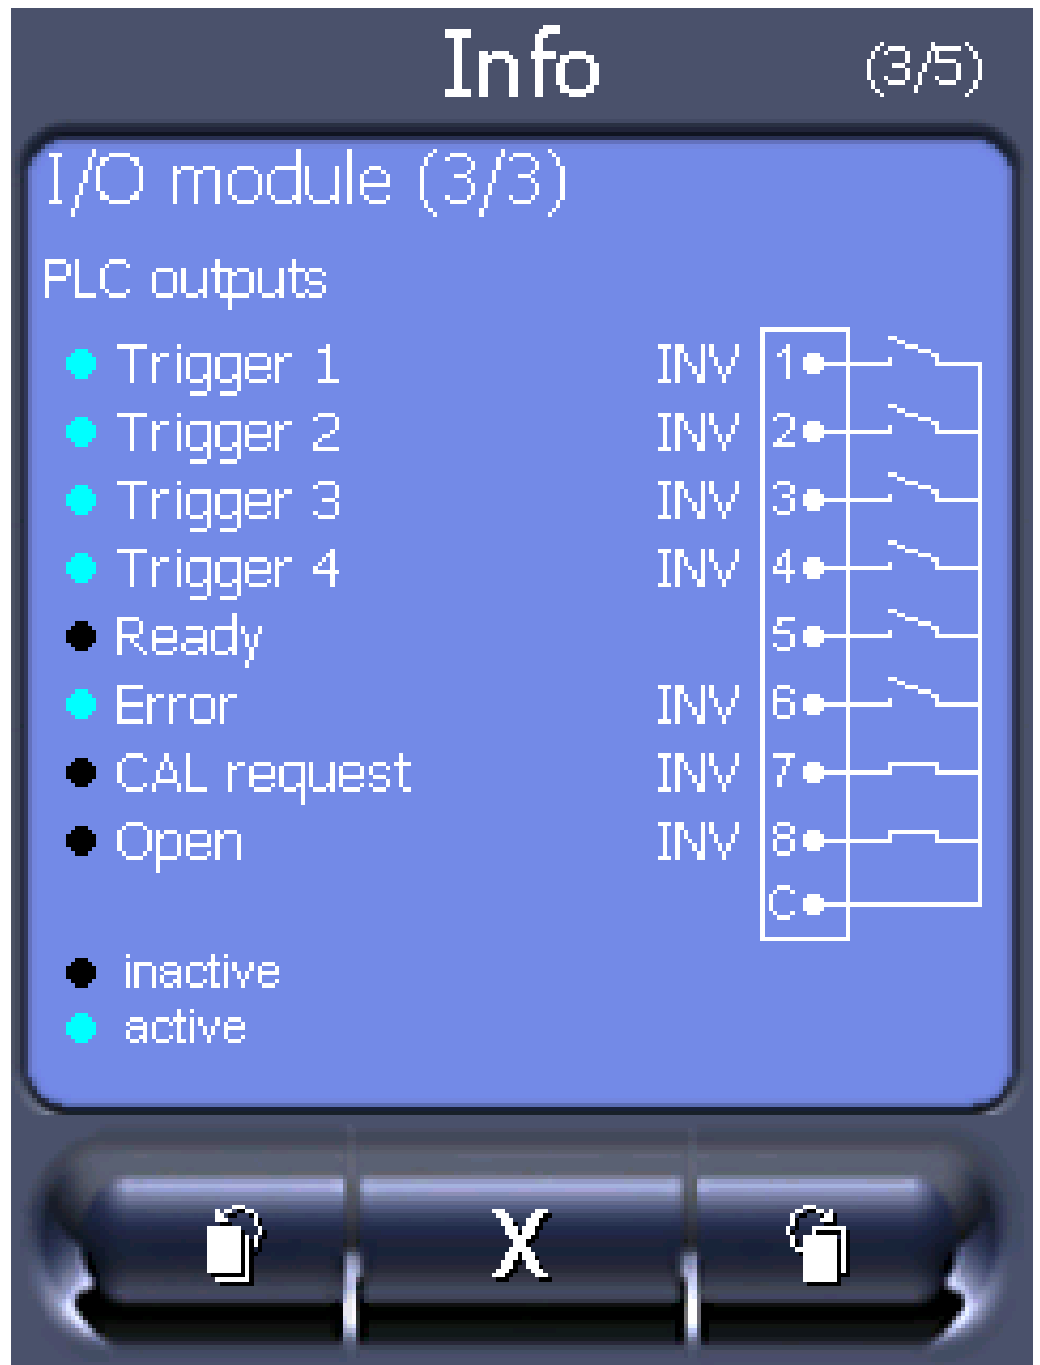 Info (3/5)
I/O module (3/3)
PLC outputs
Trigger 1 INV 1
Trigger 2 INV 2
Trigger 3 INV 3
Trigger 4 INV 4
Ready 5
Error INV 6
CAL request INV 7
Open INV 8
C
inactive
active
X